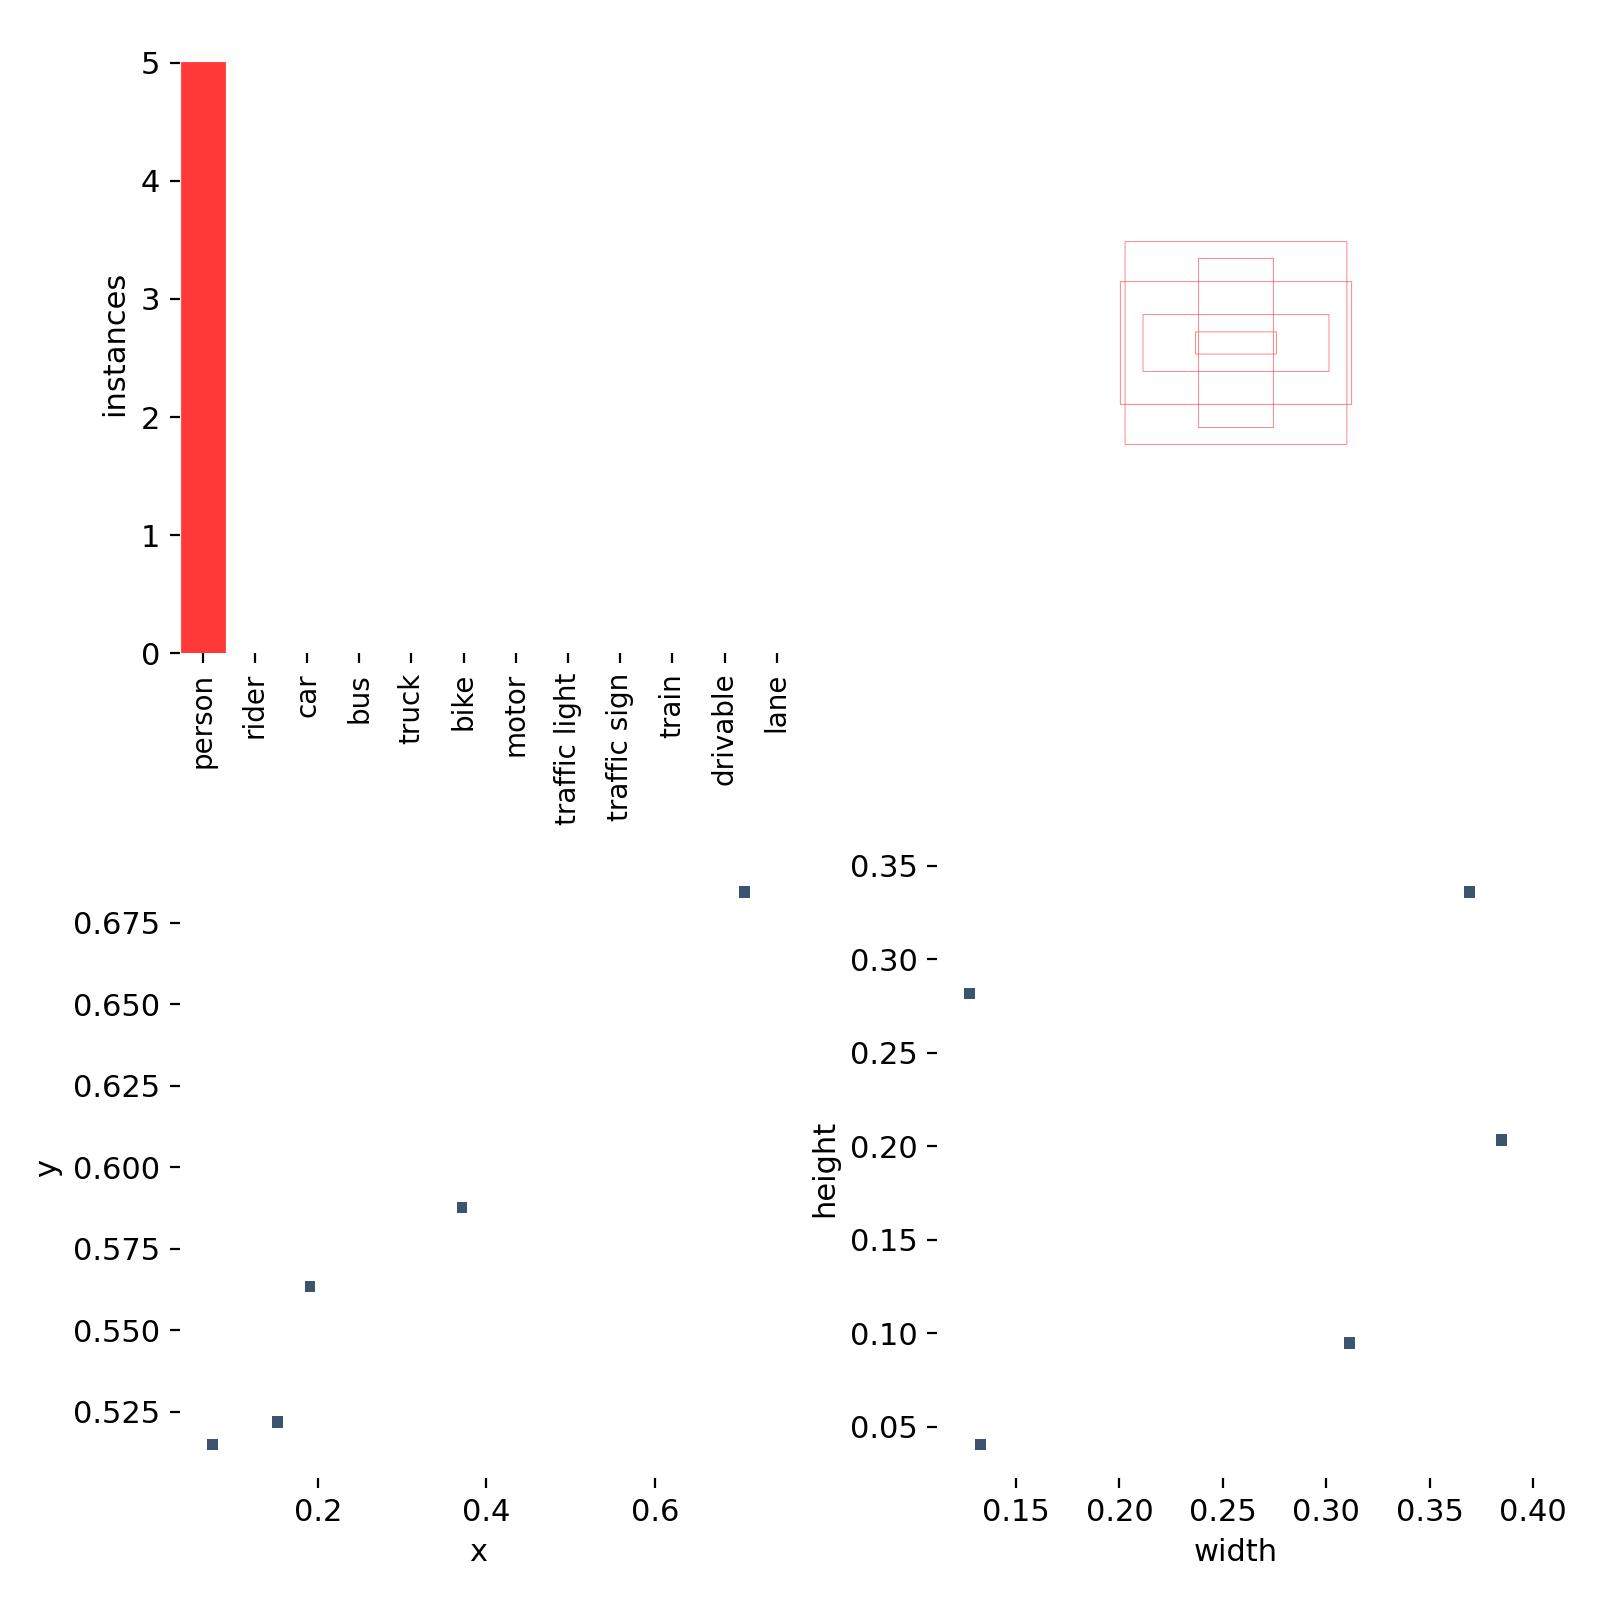 5
4
3
2
1
0
instances
person
rider
car
bus
truck
bike
motor
traffic light
traffic sign
train
drivable
lane
0.675
0.650
0.625
0.600
0.575
0.550
0.525
y
0.2 0.4 0.6
x
0.35
0.30
0.25
0.20
0.15
0.10
0.05
height
0.15 0.20 0.25 0.30 0.35 0.40
width